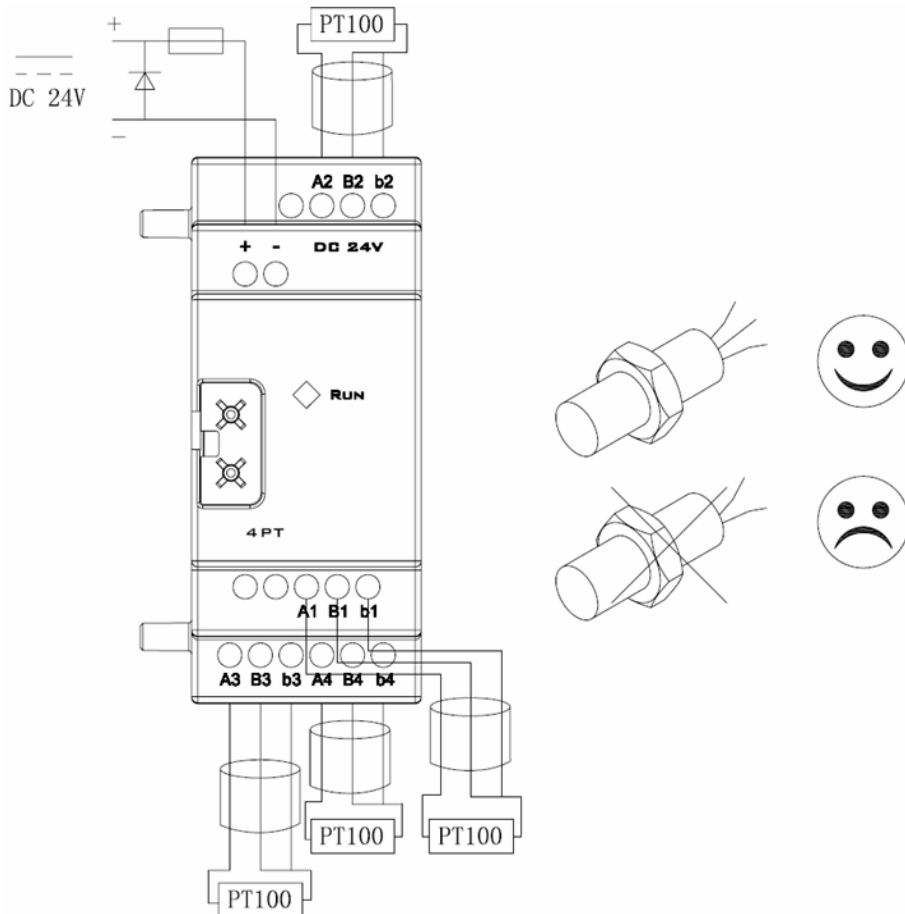 PT100
+
DC 24V
-
A2 B2 b2
+ - DC 24V
RUN
4PT
A1 B1 b1
A3 B3 b3 A4 B4 b4
PT100 PT100
PT100